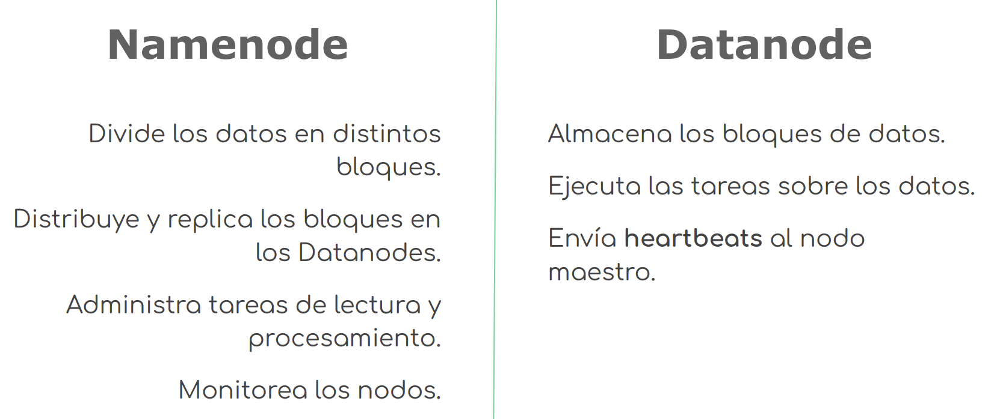 Namenode
Divide los datos en distintos
bloques.
Distribuye y replica los bloques en
los Datanodes.
Administra tareas de lectura y
procesamiento.
Monitorea los nodos.
Datanode
Almacena los bloques de datos.
Ejecuta las tareas sobre los datos.
Envía heartbeats al nodo
maestro.